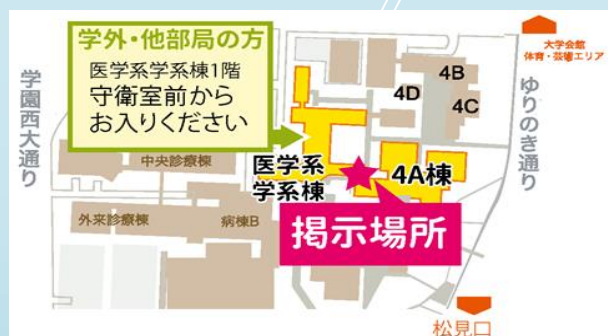 学外・他部局の方
医学系学系棟1階
守衛室前から
お入りください
大学会館
体育・芸術エリア
学園西大通り
ゆりのき通り
4B
4D
4C
中央診療棟
医学系
学系棟
4A棟
外来診療棟
病棟B
掲示場所
松見口